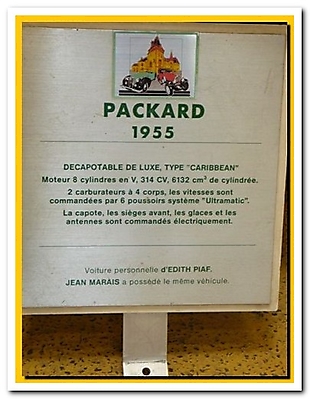 PACKARD
1955
DECAPOTABLE DE LUXE, TYPE "CARIBBEAN"
Moteur 8 cylindres en V, 314 CV, 6132 cm³ de cylindrée.
2 carburateurs à 4 corps, les vitesses sont
commandées par 6 poussoirs système "Ultramatic".
La capote, les sièges avant, les glaces et les
antennes sont commandés électriquement.
Voiture personnelle d'EDITH PIAF.
JEAN MARAIS a possédé le même véhicule.